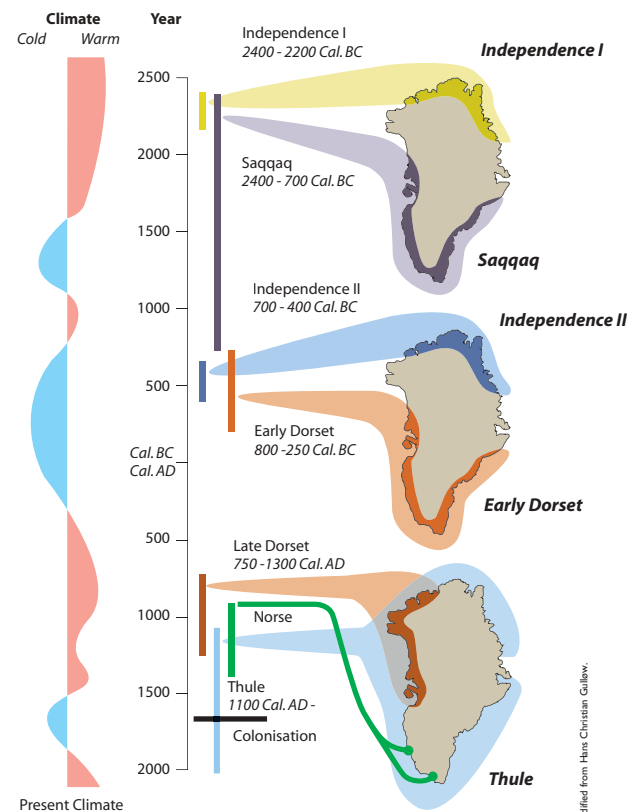 Climate
Cold Warm
Year
Independence I
2400 - 2200 Cal. BC
Independence I
2500
2000
Saqqaq
2400 - 700 Cal. BC
1500
Saqqaq
Independence II
700 - 400 Cal. BC
1000
Independence II
500
Early Dorset
800 -250 Cal. BC
Cal. BC
Cal. AD
Early Dorset
500
Late Dorset
750 -1300 Cal. AD
1000
Norse
Thule
1100 Cal. AD -
1500
Colonisation
2000
Thule
Present Climate
dified from Hans Christian Gulløv.